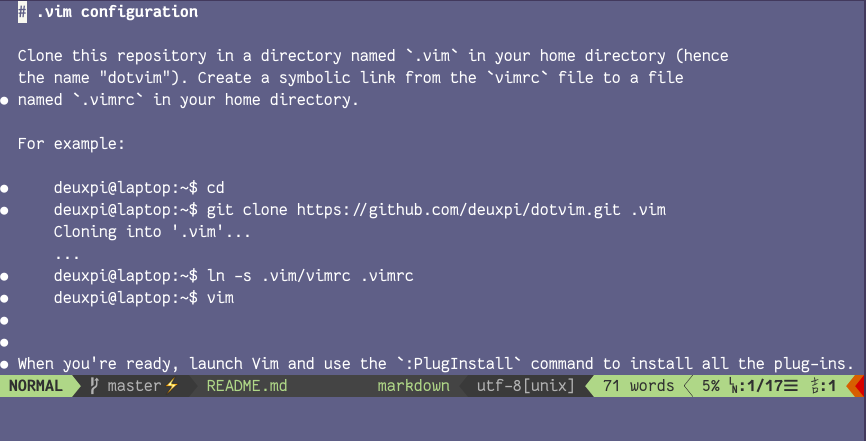 # .vim configuration
Clone this repository in a directory named `.vim` in your home directory (hence
the name "dotvim"). Create a symbolic link from the `vimrc` file to a file
named `.vimrc` in your home directory.
For example:
deuxpi@laptop:~$ cd
deuxpi@laptop:~$ git clone https://github.com/deuxpi/dotvim.git .vim
Cloning into '.vim'...
...
deuxpi@laptop:~$ ln -s .vim/vimrc .vimrc
deuxpi@laptop:~$ vim
When you're ready, launch Vim and use the `:PlugInstall` command to install all the plug-ins.
NORMAL master⚡ README.md markdown utf-8[unix] 71 words 5% ␤:1/17☰ ℅:1